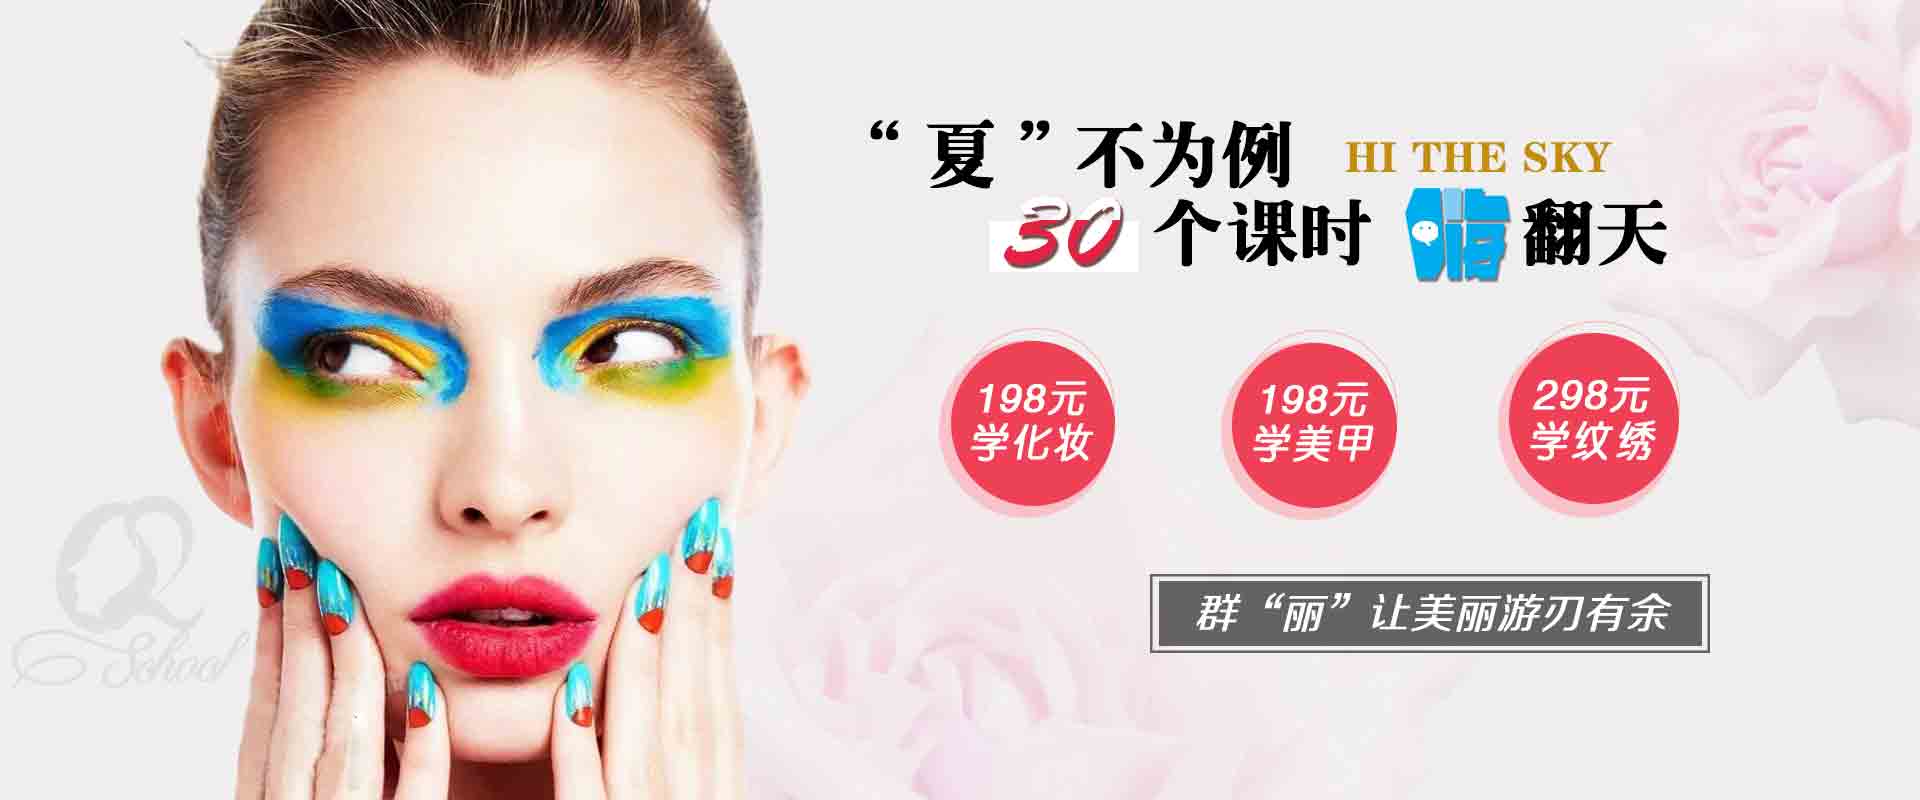 “夏”不为例 HI THE SKY
30个课时 嗨翻天
198元
学化妆
198元
学美甲
298元
学纹绣
群“丽”让美丽游刃有余
School